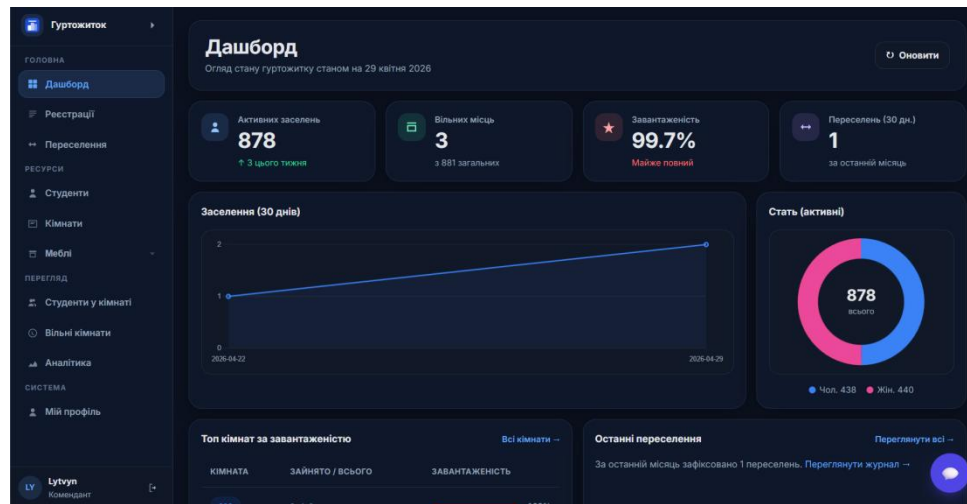 Гуртожиток
ГОЛОВНА
Дашборд
Реєстрації
Переселення
РЕСУРСИ
Студенти
Кімнати
Меблі
ПЕРЕГЛЯД
Студенти у кімнаті
Вільні кімнати
Аналітика
СИСТЕМА
Мій профіль
LY
Lytvyn
Комендант
Дашборд
Огляд стану гуртожитку станом на 29 квітня 2026
↻ Оновити
Активних заселень
878
↑ 3 цього тижня
Вільних місць
3
з 881 загальних
Завантаженість
99.7%
Майже повний
Переселень (30 дн.)
1
за останній місяць
Заселення (30 днів)
2
1
0
2026-04-22 2026-04-29
Стать (активні)
878
всього
Чол. 438 Жін. 440
Топ кімнат за завантаженістю Всі кімнати →
КІМНАТА ЗАЙНЯТО / ВСЬОГО ЗАВАНТАЖЕНІСТЬ
Останні переселення Переглянути всі →
За останній місяць зафіксовано 1 переселень. Переглянути журнал →